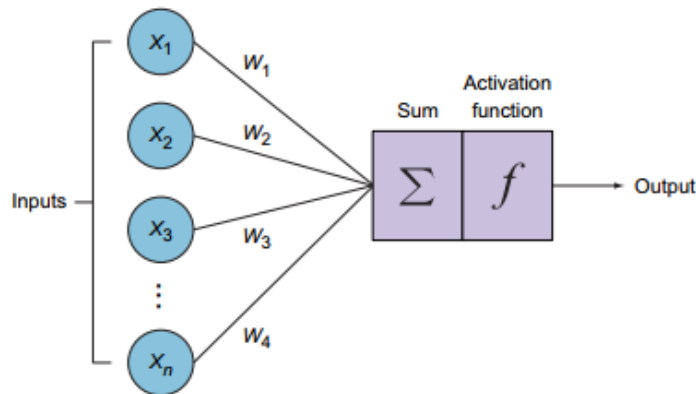 X1
W1
Activation
Sum function
X2
W2
Inputs
Σ
f
Output
X3
W3
⋮
Xn
W4